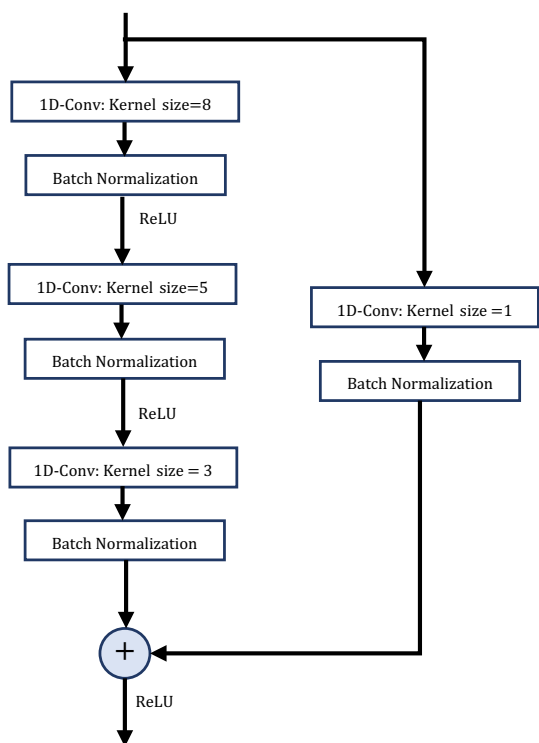 1D-Conv: Kernel size=8
Batch Normalization
ReLU
1D-Conv: Kernel size=5
Batch Normalization
ReLU
1D-Conv: Kernel size = 3
Batch Normalization
1D-Conv: Kernel size =1
Batch Normalization
+
ReLU